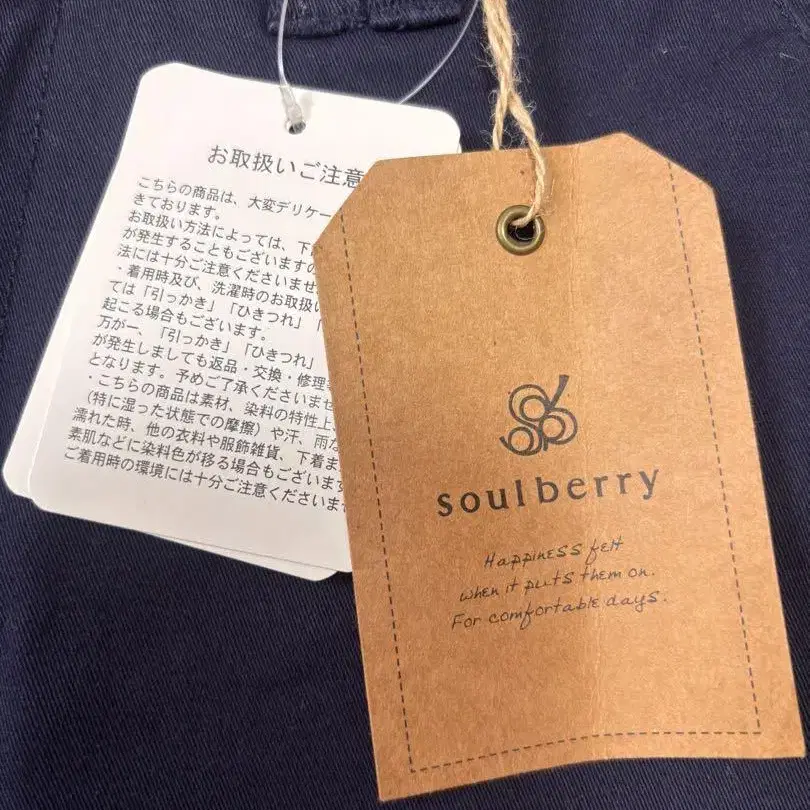 お取扱いご注意
こちらの商品は、大変デリケー
きております。
お取扱い方法によっては、下
が発生することもございますの
法には十分ご注意くださいませ
・着用時及び、洗濯時のお取扱い
ては「引っかき」「ひきつれ」「
起こる場合もございます。
万が一、「引っかき」「ひきつれ」
が発生しましても返品・交換・修理
となります。予めご了承くださいませ
・こちらの商品は素材、染料の特性上
（特に湿った状態での摩擦）や汗、雨な
濡れた時、他の衣料や服飾雑貨、下着ま
素肌などに染料色が移る場合もございます
ご着用時の環境には十分ご注意くださいませ
soulberry
Happiness felt
when it puts them on.
For comfortable days.